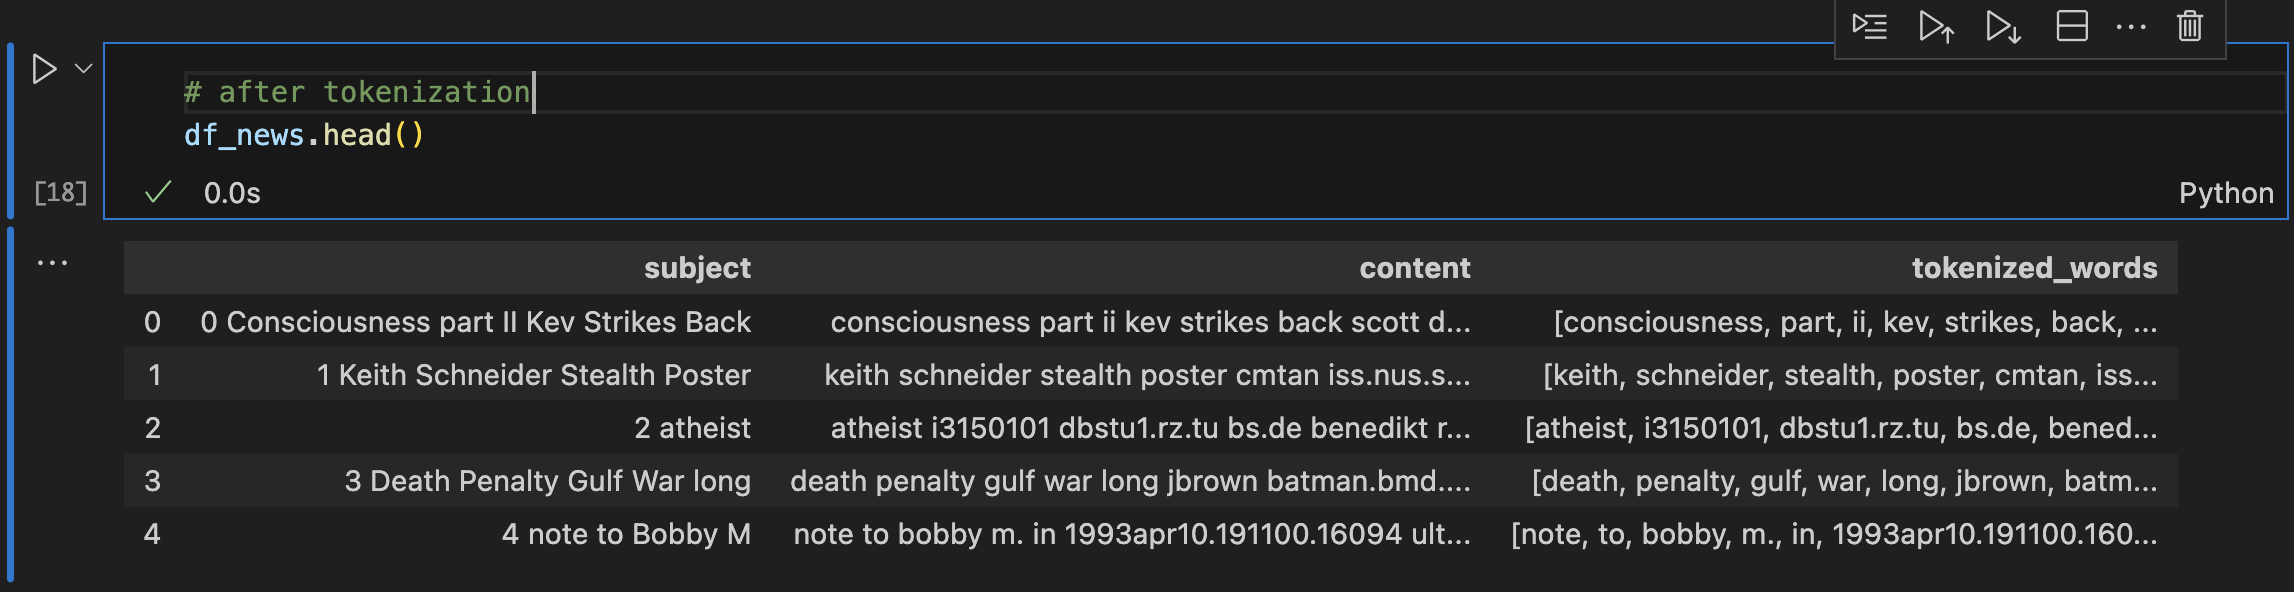 # after tokenization
df_news.head()
[18] 0.0s Python
subject content tokenized_words
0 0 Consciousness part II Kev Strikes Back consciousness part ii kev strikes back scott d... [consciousness, part, ii, kev, strikes, back, ...
1 1 Keith Schneider Stealth Poster keith schneider stealth poster cmtan iss.nus.s... [keith, schneider, stealth, poster, cmtan, iss...
2 2 atheist atheist i3150101 dbstu1.rz.tu bs.de benedikt r... [atheist, i3150101, dbstu1.rz.tu, bs.de, bened...
3 3 Death Penalty Gulf War long death penalty gulf war long jbrown batman.bmd.... [death, penalty, gulf, war, long, jbrown, batm...
4 4 note to Bobby M note to bobby m. in 1993apr10.191100.16094 ult... [note, to, bobby, m., in, 1993apr10.191100.160...